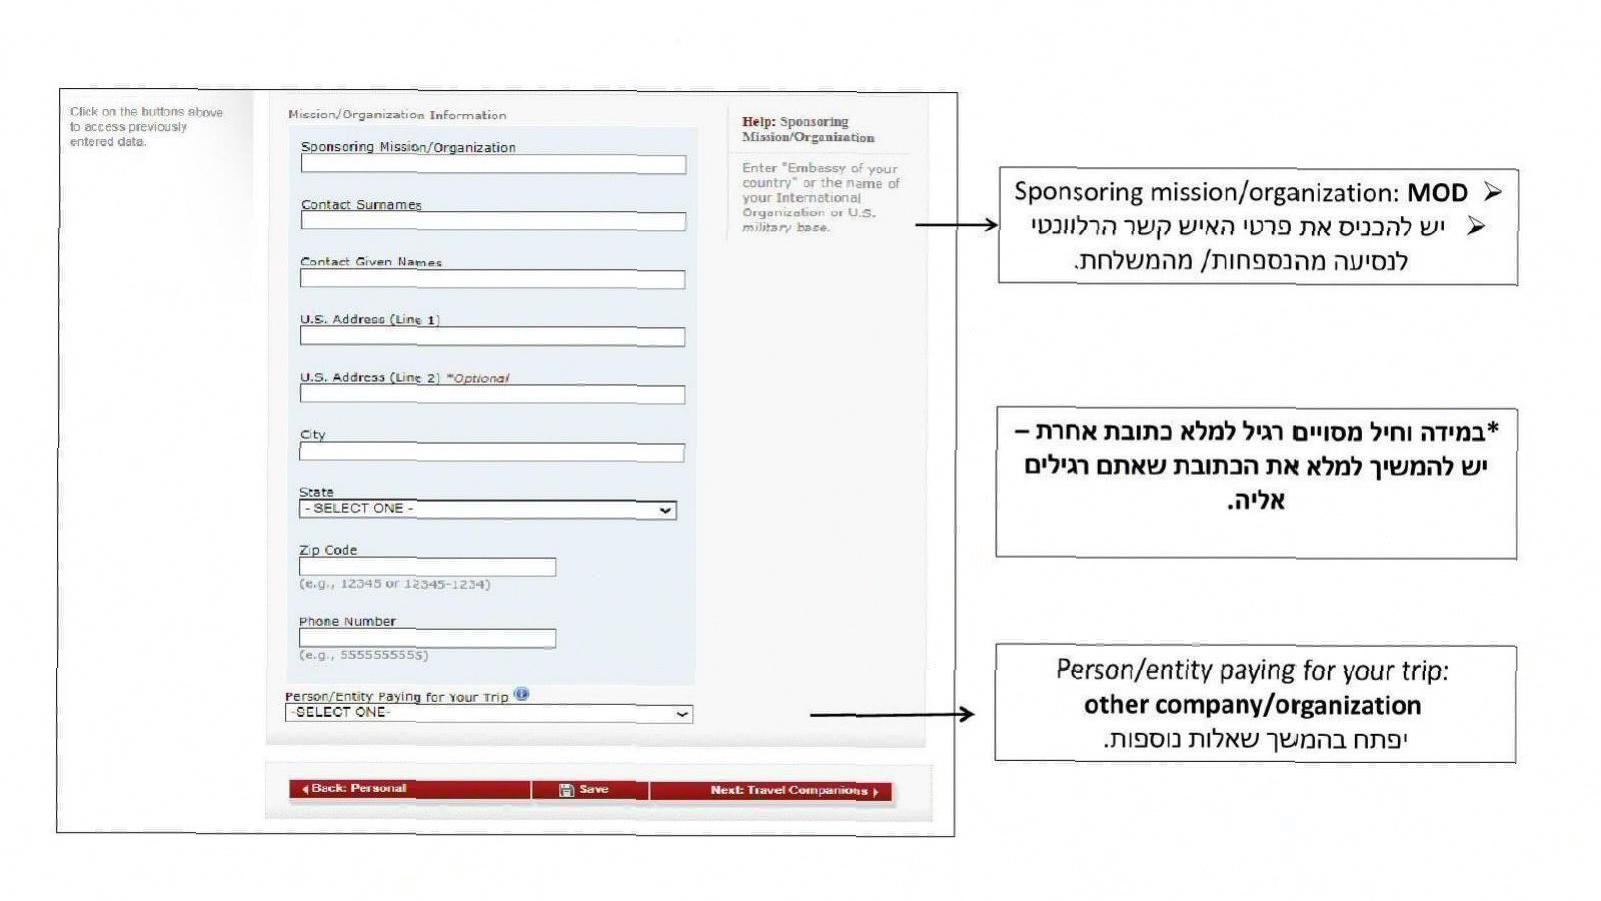 Click on the buttons above
to access previously
entered data.
Mission/Organization Information
Sponsoring Mission/Organization
Contact Surnames
Contact Given Names
U.S. Address (Line 1)
U.S. Address (Line 2) *Optional
City
State
- SELECT ONE -
Zip Code
(e.g., 12345 or 12345-1234)
Phone Number
(e.g., 5555555555)
Person/Entity Paying for Your Trip
-SELECT ONE-
Back: Personal
Save
Next: Travel Companions
Help: Sponsoring
Mission/Organization
Enter "Embassy of your
country" or the name of
your International
Organization or U.S.
military base.
Sponsoring mission/organization: MOD
יש להכניס את פרטי האיש קשר הרלוונטי
לנסיעה מהנספחות/ מהמשלחת.
*במידה וחיל מסויים רגיל למלא כתובת אחרת –
יש להמשיך למלא את הכתובת שאתם רגילים
אליה.
Person/entity paying for your trip:
other company/organization
יפתח בהמשך שאלות נוספות.